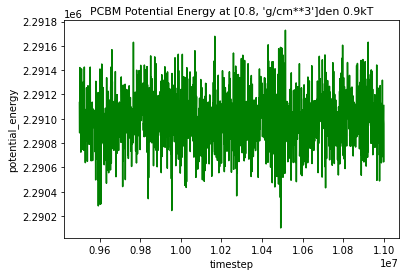 PCBM Potential Energy at [0.8, 'g/cm**3']den 0.9kT
1e6
2.2918
2.2916
2.2914
2.2912
2.2910
2.2908
2.2906
2.2904
2.2902
potential_energy
0.96 0.98 1.00 1.02 1.04 1.06 1.08 1.10
timestep
1e7